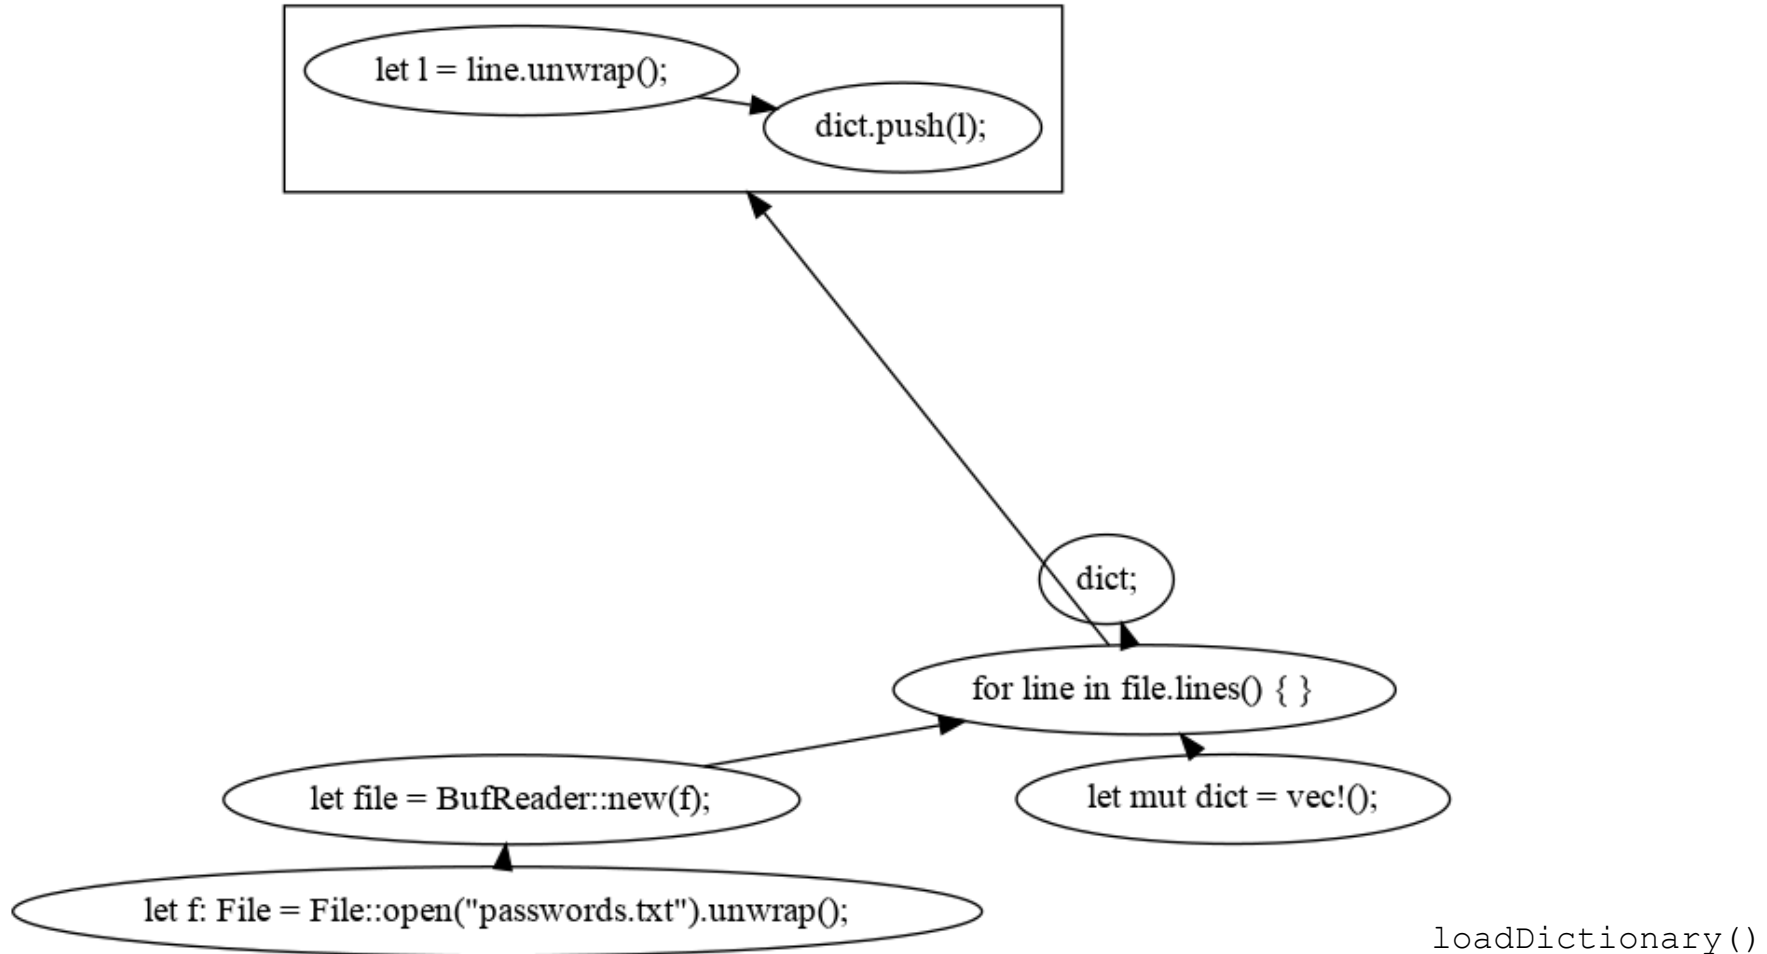 let l = line.unwrap();
dict.push(l);
dict;
for line in file.lines() { }
let file = BufReader::new(f);
let mut dict = vec!();
let f: File = File::open("passwords.txt").unwrap();
loadDictionary()